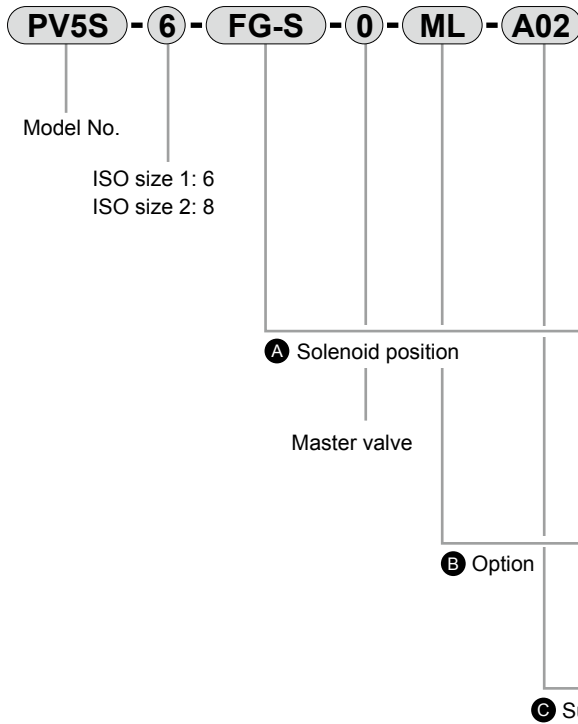 PV5S - 6 - FG-S - 0 - ML - A02
Model No.
ISO size 1: 6
ISO size 2: 8
A Solenoid position
Master valve
B Option
C